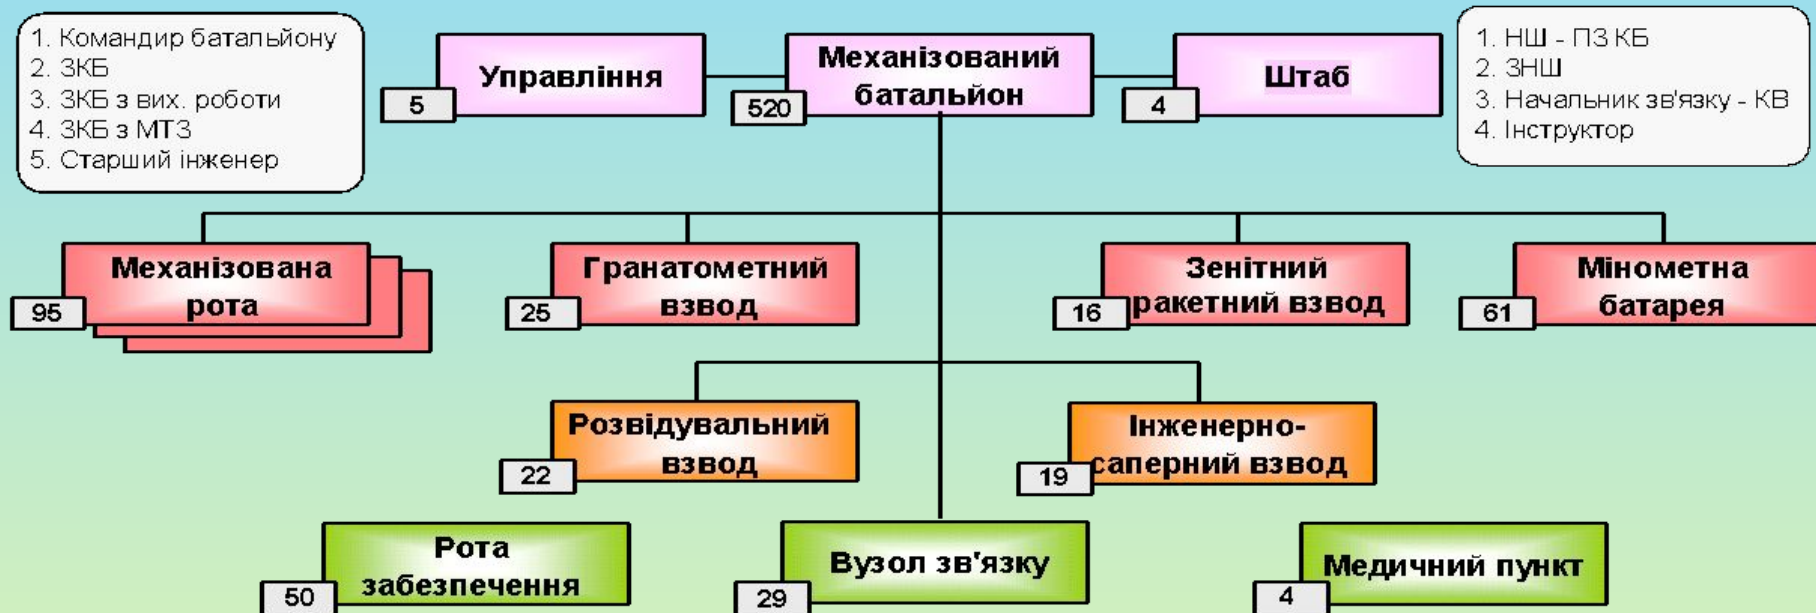 1. Командир батальйону
2. ЗКБ
3. ЗКБ з вих. роботи
4. ЗКБ з МТЗ
5. Старший інженер
Управління
5
Механізований
батальйон
520
Штаб
4
1. НШ - ПЗ КБ
2. ЗНШ
3. Начальник зв'язку - КВ
4. Інструктор
Механізована
рота
95
Гранатометний
взвод
25
Зенітний
ракетний взвод
16
Мінометна
батарея
61
Розвідувальний
взвод
22
Інженерно-
саперний взвод
19
Рота
забезпечення
50
Вузол зв'язку
29
Медичний пункт
4